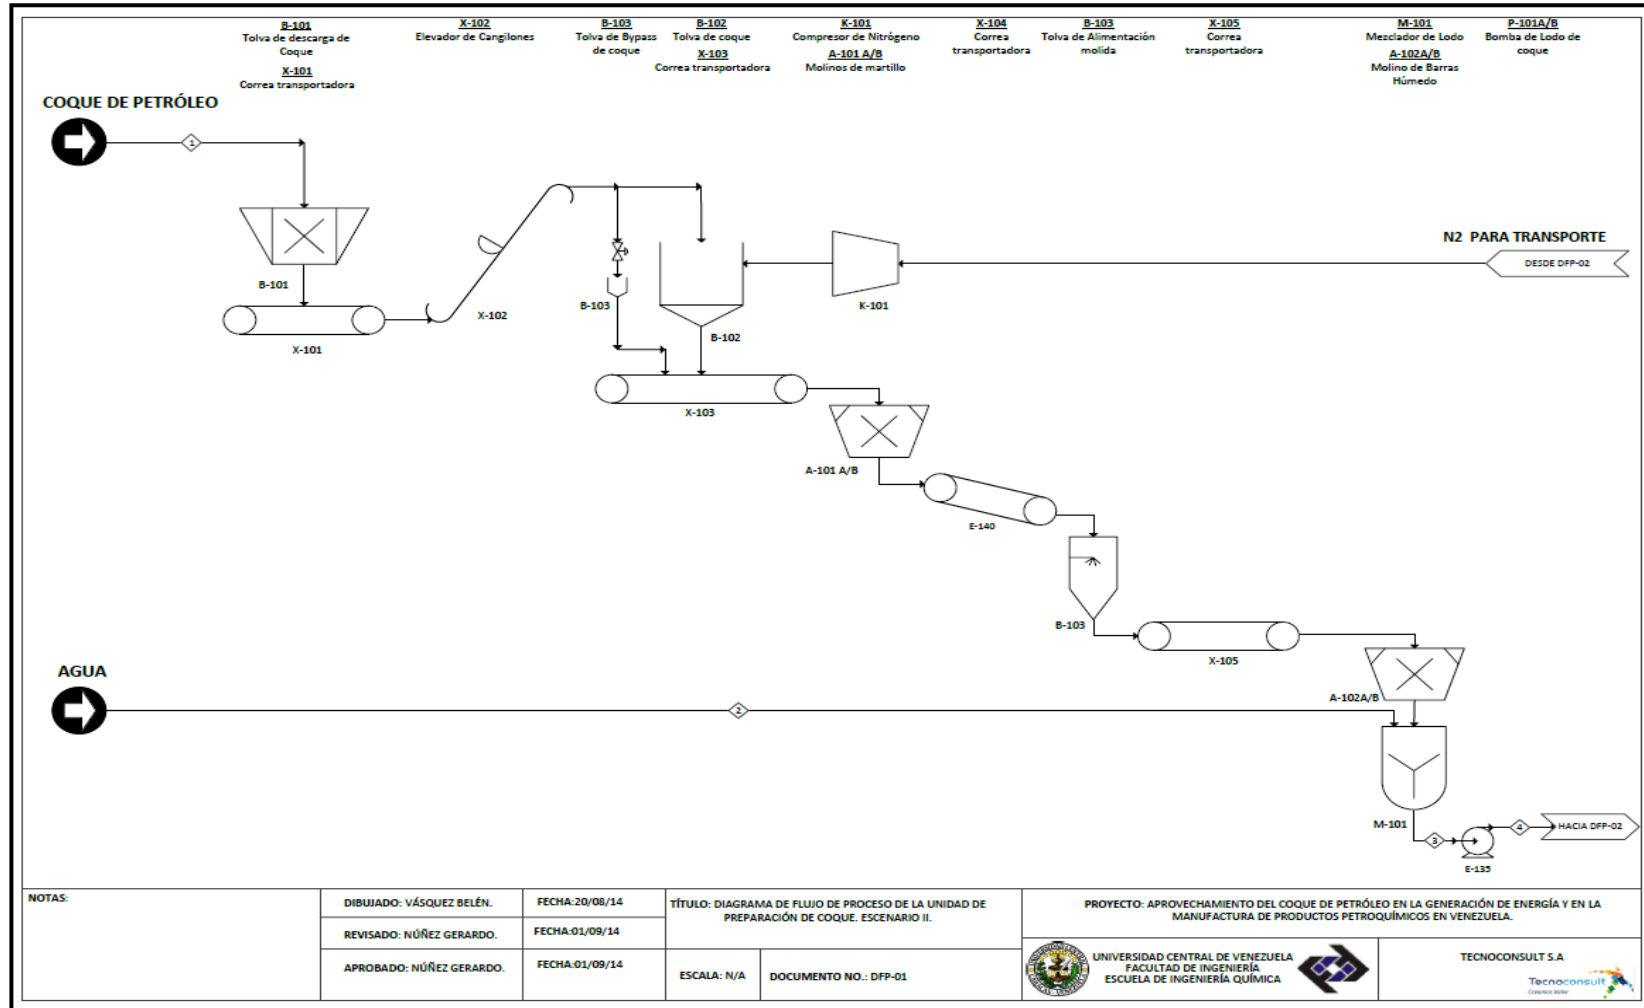 B-101
Tolva de descarga de
Coque
X-101
Correa transportadora
X-102
Elevador de Cangilones
B-103
Tolva de Bypass
de coque
B-102
Tolva de coque
X-103
Correa transportadora
K-101
Compresor de Nitrógeno
A-101 A/B
Molinos de martillo
X-104
Correa
transportadora
B-103
Tolva de Alimentación
molida
X-105
Correa
transportadora
M-101
Mezclador de Lodo
A-102A/B
Molino de Barras
Húmedo
P-101A/B
Bomba de Lodo de
coque
COQUE DE PETRÓLEO
1
N2 PARA TRANSPORTE
DESDE DFP-02
B-101
X-101
X-102
B-103
B-102
K-101
X-103
A-101 A/B
E-140
B-103
X-105
AGUA
2
A-102A/B
M-101
3
4
HACIA DFP-02
E-135
NOTAS:
DIBUJADO: VÁSQUEZ BELÉN.
FECHA:20/08/14
REVISADO: NÚÑEZ GERARDO.
FECHA:01/09/14
APROBADO: NÚÑEZ GERARDO.
FECHA:01/09/14
TÍTULO: DIAGRAMA DE FLUJO DE PROCESO DE LA UNIDAD DE
PREPARACIÓN DE COQUE. ESCENARIO II.
ESCALA: N/A
DOCUMENTO NO.: DFP-01
PROYECTO: APROVECHAMIENTO DEL COQUE DE PETRÓLEO EN LA GENERACIÓN DE ENERGÍA Y EN LA
MANUFACTURA DE PRODUCTOS PETROQUÍMICOS EN VENEZUELA.
UNIVERSIDAD CENTRAL DE VENEZUELA
FACULTAD DE INGENIERÍA
ESCUELA DE INGENIERÍA QUÍMICA
TECNOCONSULT S.A
Tecnoconsult
Creamos Valor